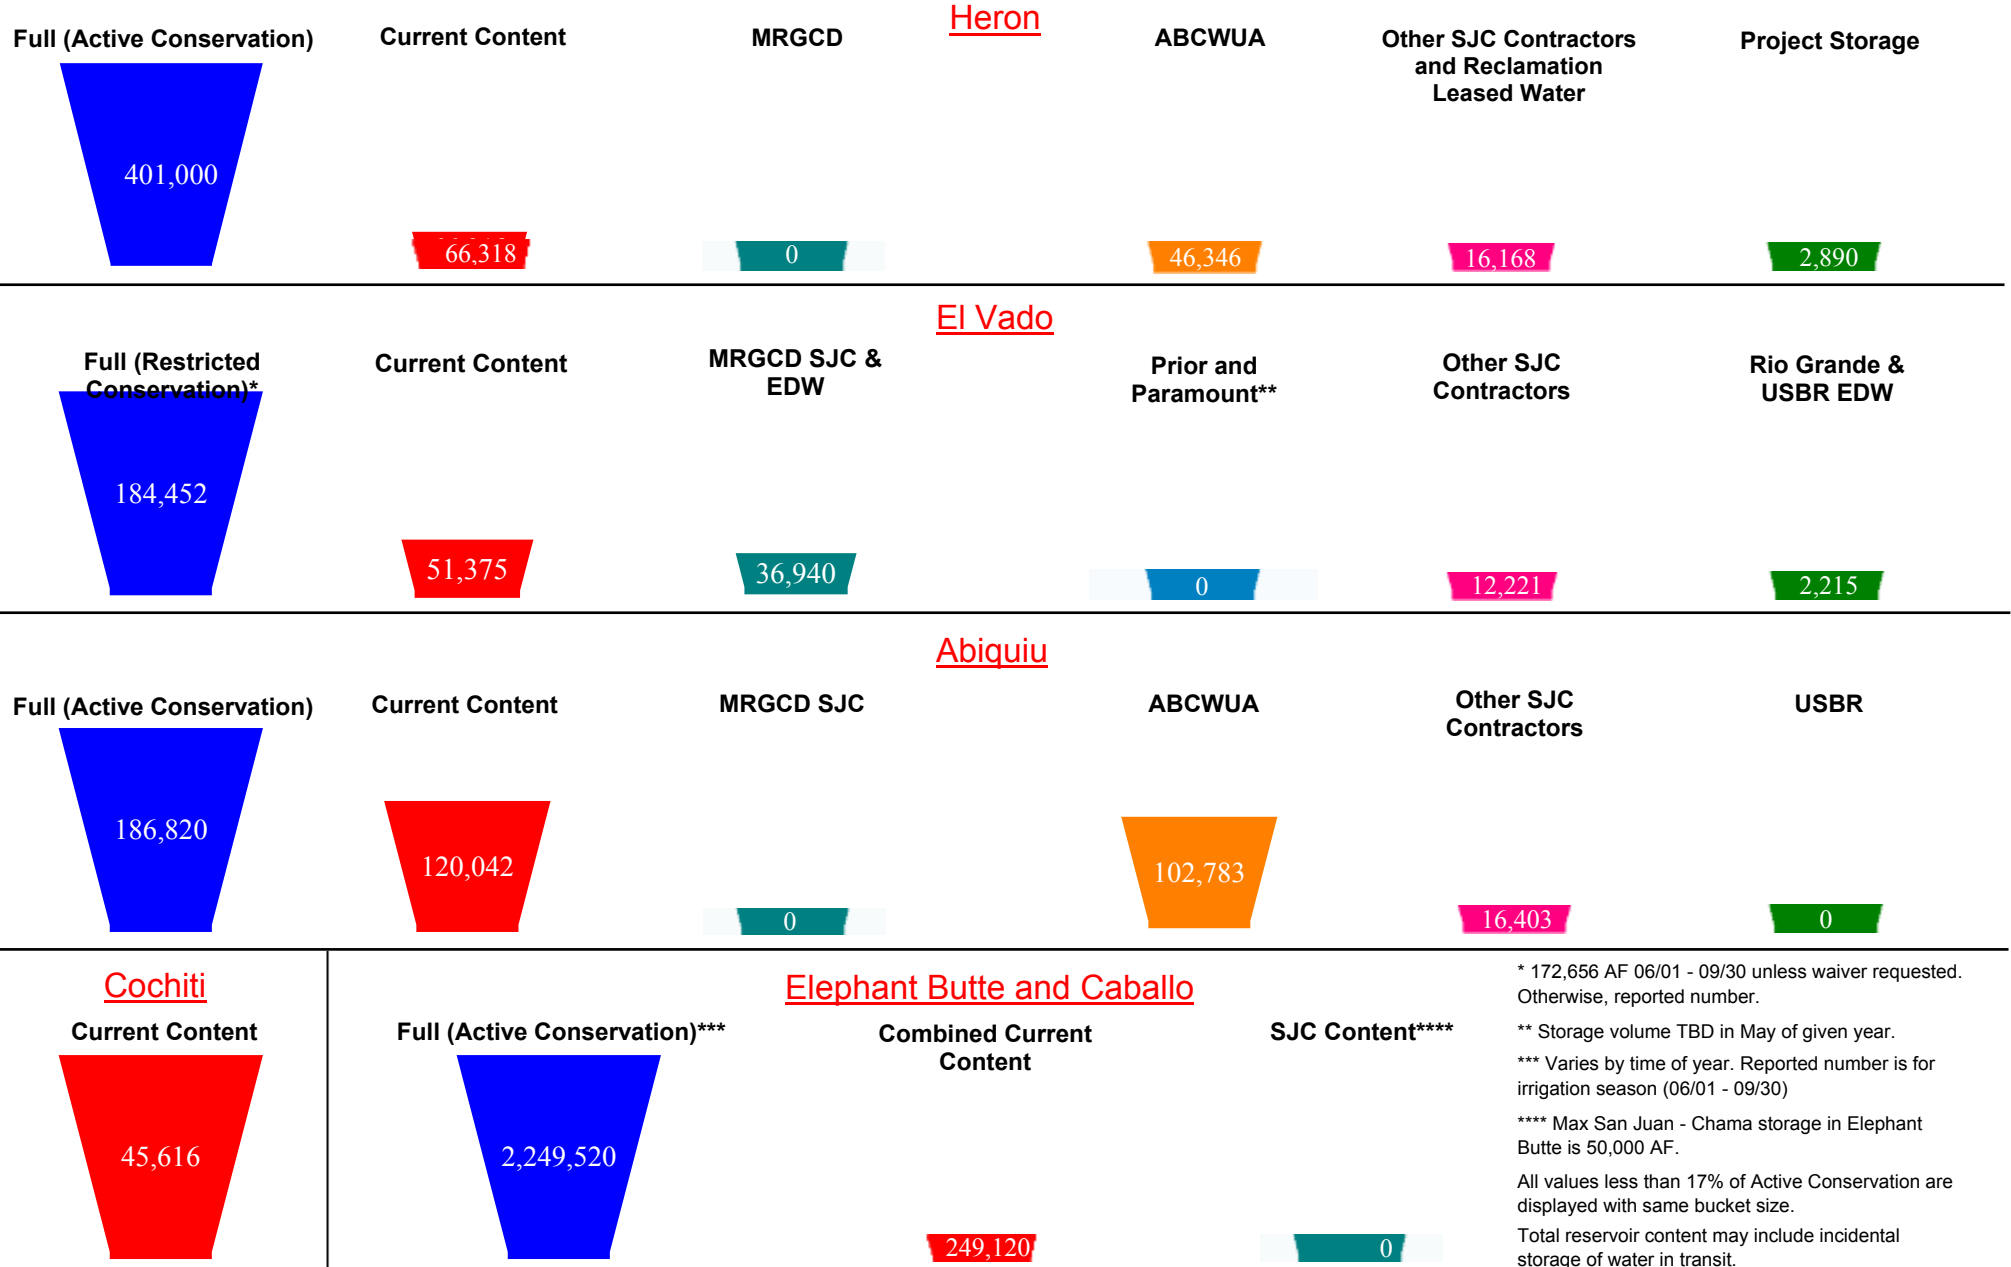 Heron
Full (Active Conservation)
Current Content
MRGCD
ABCWUA
Other SJC Contractors
and Reclamation
Leased Water
Project Storage
401,000
66,318
0
46,346
16,168
2,890
El Vado
Full (Restricted
Conservation)*
Current Content
MRGCD SJC &
EDW
Prior and
Paramount**
Other SJC
Contractors
Rio Grande &
USBR EDW
184,452
51,375
36,940
0
12,221
2,215
Abiquiu
Full (Active Conservation)
Current Content
MRGCD SJC
ABCWUA
Other SJC
Contractors
USBR
186,820
120,042
0
102,783
16,403
0
Cochiti
Current Content
45,616
Elephant Butte and Caballo
Full (Active Conservation)***
Combined Current
Content
SJC Content****
2,249,520
249,120
0
* 172,656 AF 06/01 - 09/30 unless waiver requested.
Otherwise, reported number.
** Storage volume TBD in May of given year.
*** Varies by time of year. Reported number is for
irrigation season (06/01 - 09/30)
**** Max San Juan - Chama storage in Elephant
Butte is 50,000 AF.
All values less than 17% of Active Conservation are
displayed with same bucket size.
Total reservoir content may include incidental
storage of water in transit.